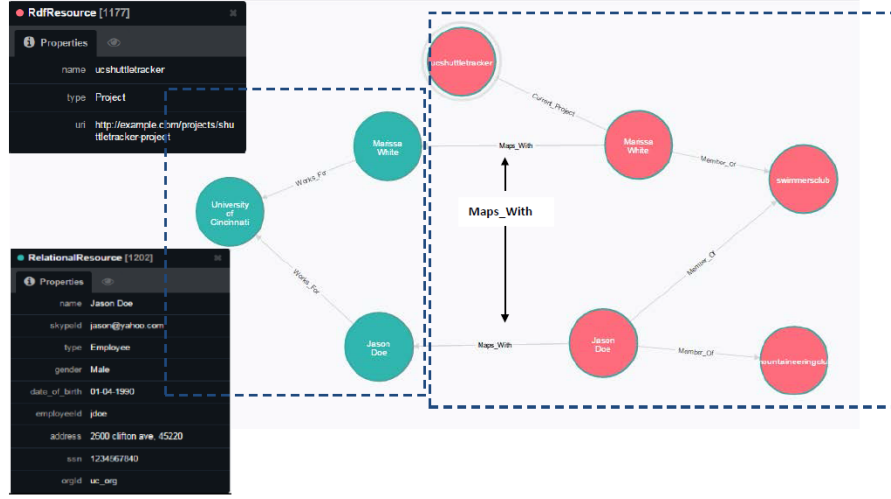 RdfResource [1177]
Properties
name ucshuttletracker
type Project
uri http://example.com/projects/shu
ttletracker-project
ucshuttletracker
Current_Project
Marissa
White
Maps_With
Marissa
White
Member_Of
swimmersclub
Works_For
University
of
Cincinnati
Maps_With
Works_For
Member_Of
Jason
Doe
Maps_With
Jason
Doe
Member_Of
mountaineeringclub
RelationalResource [1202]
Properties
name Jason Doe
skypeId jason@yahoo.com
type Employee
gender Male
date_of_birth 01-04-1990
employeeId jdoe
address 2600 clifton ave, 45220
ssn 1234567840
orgId uc_org